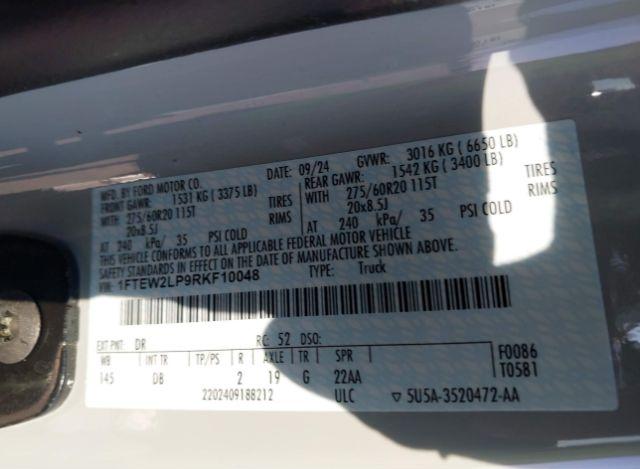 MFD. BY FORD MOTOR CO. DATE: 09/24 GVWR: 3016 KG ( 6650 LB)
FRONT GAWR: 1531 KG ( 3375 LB) REAR GAWR: 1542 KG ( 3400 LB)
WITH 275/60R20 115T TIRES WITH 275/60R20 115T TIRES
20x8.5J RIMS 20x8.5J RIMS
AT 240 kPa/ 35 PSI COLD AT 240 kPa/ 35 PSI COLD
THIS VEHICLE CONFORMS TO ALL APPLICABLE FEDERAL MOTOR VEHICLE
SAFETY STANDARDS IN EFFECT ON THE DATE OF MANUFACTURE SHOWN ABOVE.
VIN: 1FTEW2LP9RKF10048 TYPE: Truck
EXT PNT: DR RC: 52 DSO:
WB INT TR TP/PS R AXLE TR SPR F0086
145 DB 2 19 G 22AA T0581
2202409188212 ULC ▽ 5U5A-3520472-AA